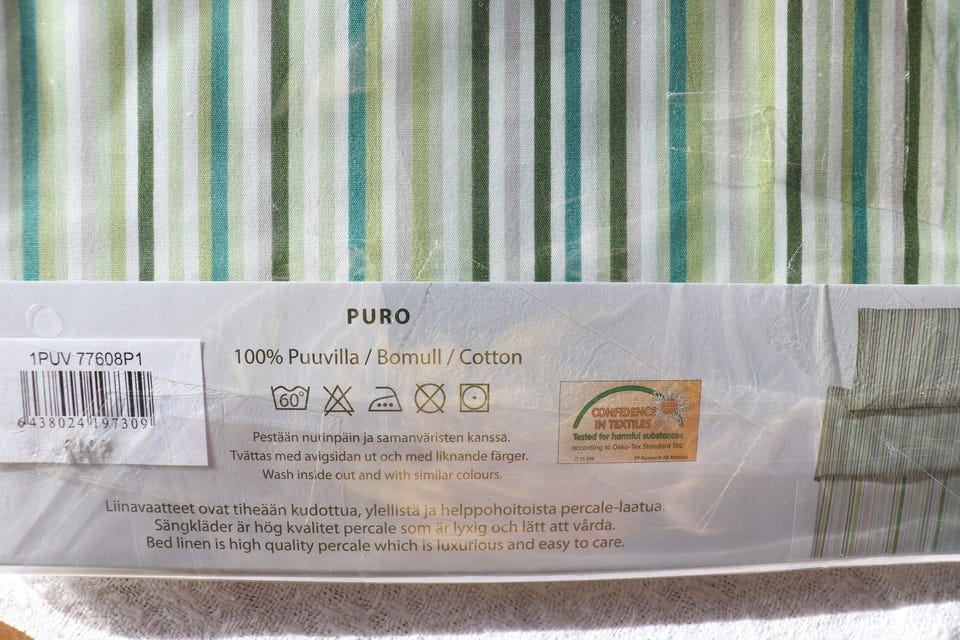 PURO
1PUV 77608P1
6 438024 197309
100% Puuvilla / Bomull / Cotton
60°
Pestään nurinpäin ja samanväristen kanssa.
Tvättas med avigsidan ut och med liknande färger.
Wash inside out and with similar colours.
CONFIDENCE
IN TEXTILES
Tested for harmful substances
according to Oeko-Tex Standard 100
Liinavaatteet ovat tiheään kudottua, ylellistä ja helppohoitoista percale-laatua.
Sängkläder är hög kvalitet percale som är lyxig och lätt att vårda.
Bed linen is high quality percale which is luxurious and easy to care.